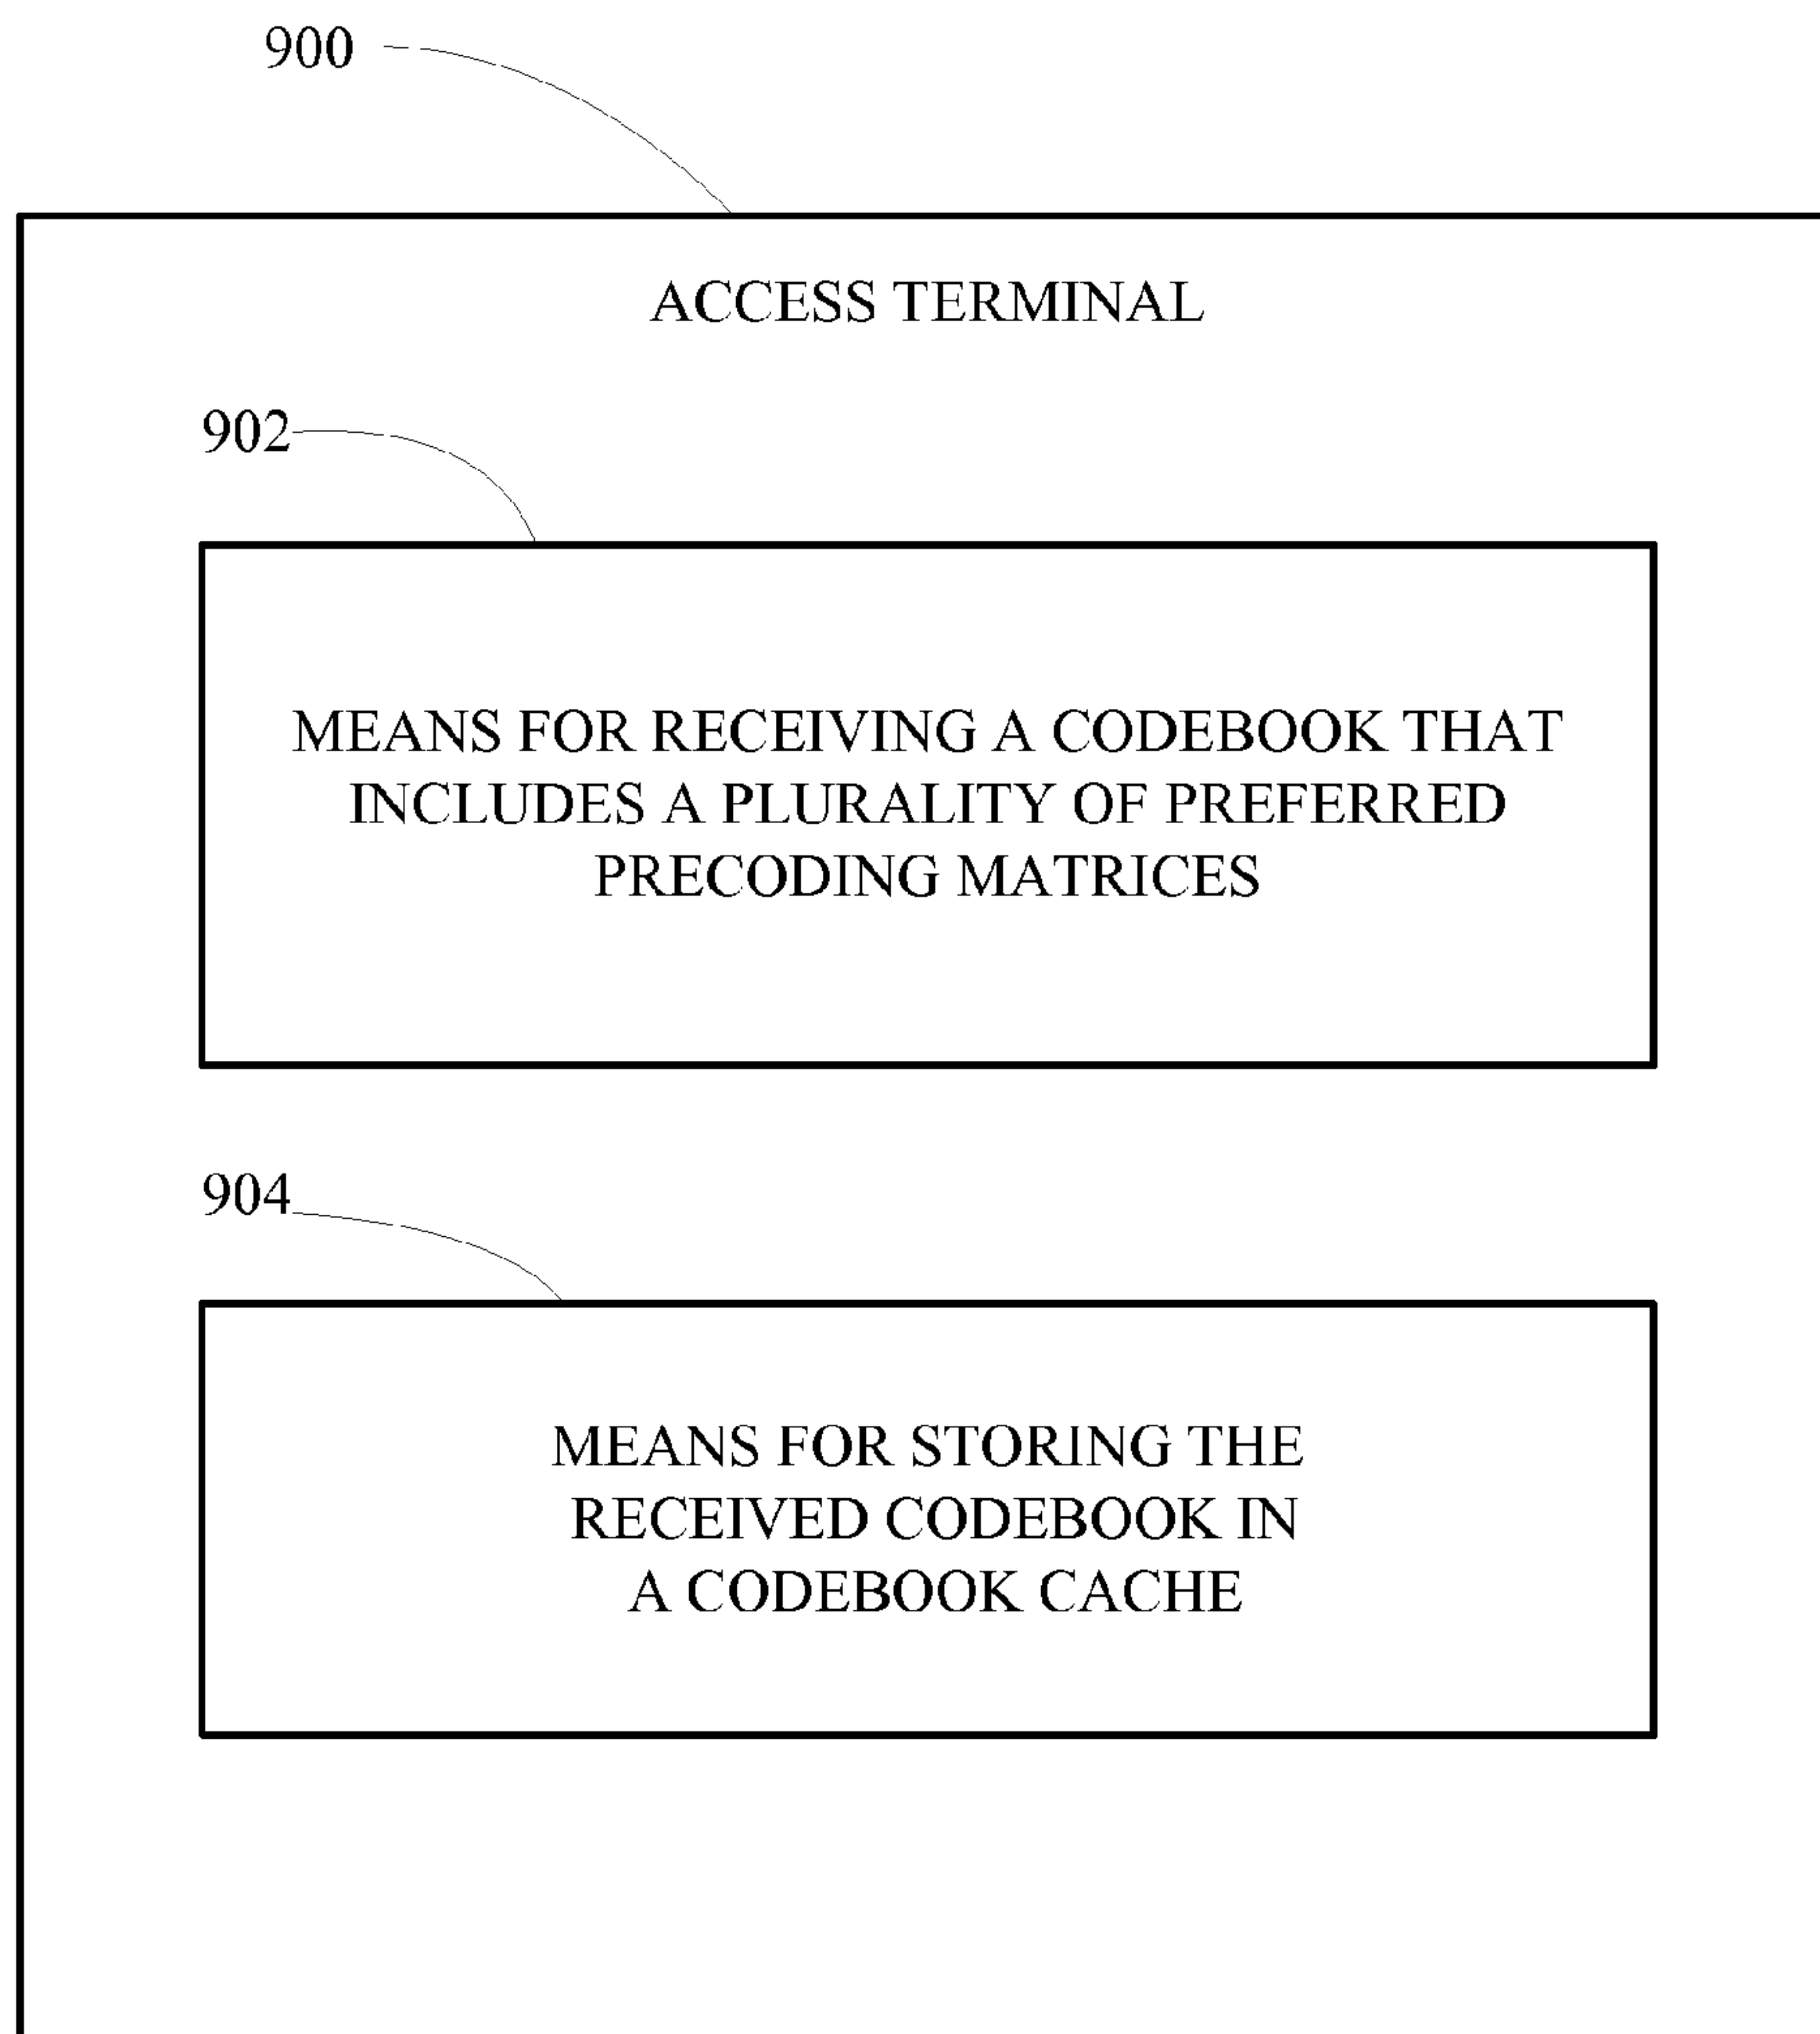 900
ACCESS TERMINAL
902
MEANS FOR RECEIVING A CODEBOOK THAT
INCLUDES A PLURALITY OF PREFERRED
PRECODING MATRICES
904
MEANS FOR STORING THE
RECEIVED CODEBOOK IN
A CODEBOOK CACHE